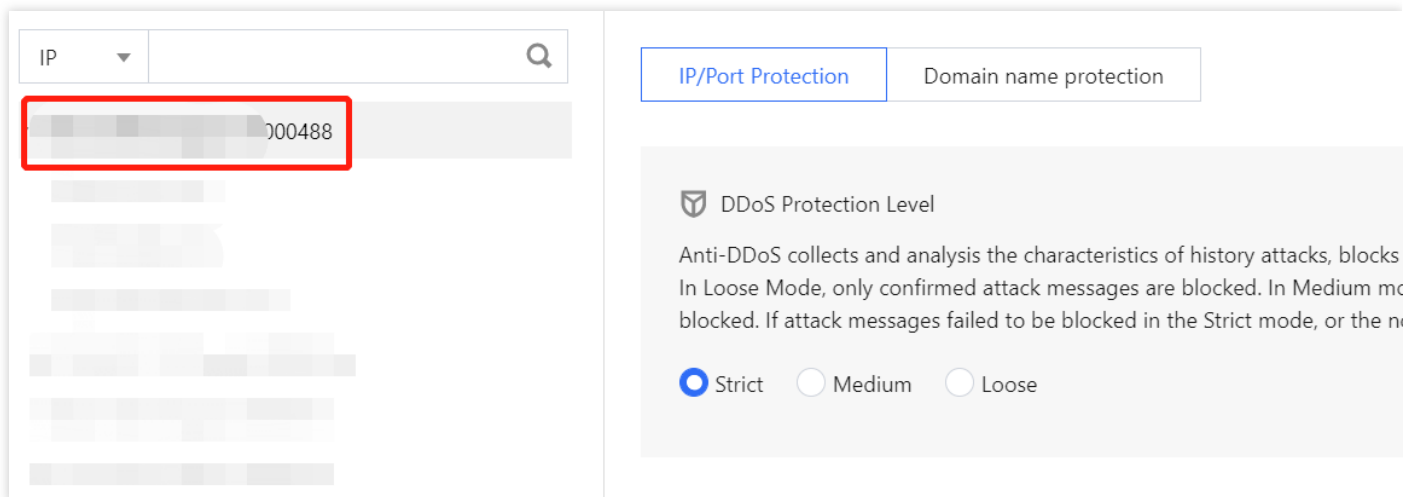 IP
000488
IP/Port Protection
Domain name protection
DDoS Protection Level
Anti-DDoS collects and analysis the characteristics of history attacks, blocks
In Loose Mode, only confirmed attack messages are blocked. In Medium
blocked. If attack messages failed to be blocked in the Strict mode, or the
Strict Medium Loose